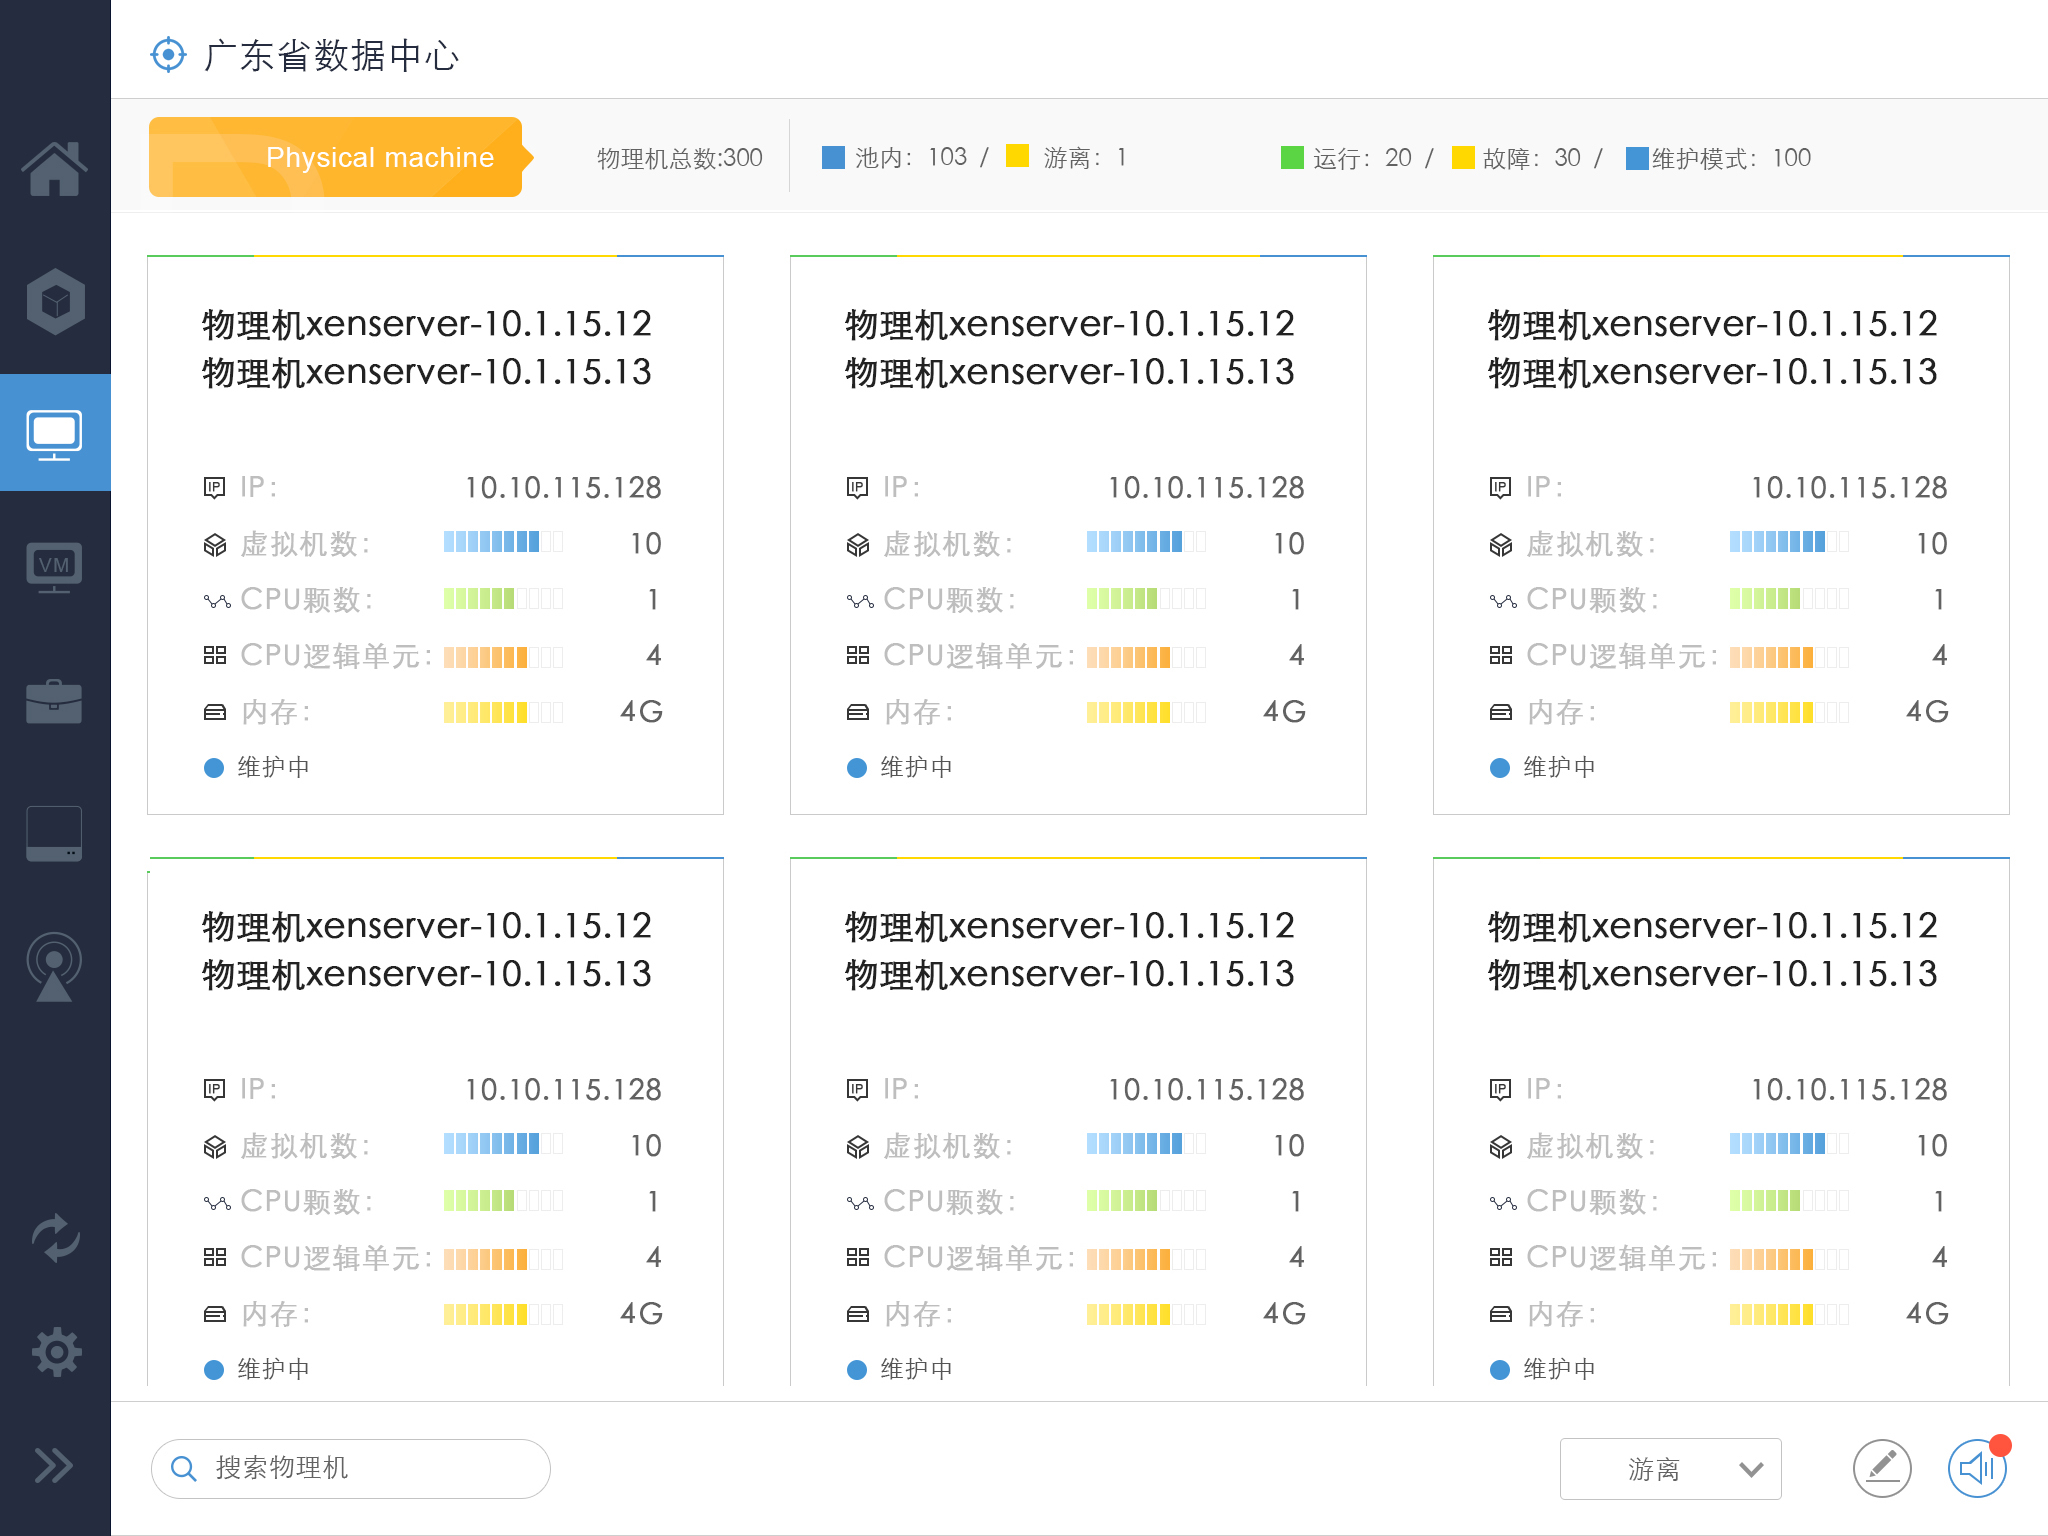 广东省数据中心
Physical machine
物理机总数:300
池内：103 / 游离：1
运行：20 / 故障：30 / 维护模式：100
物理机xenserver-10.1.15.12
物理机xenserver-10.1.15.13
IP IP： 10.10.115.128
虚拟机数： 10
CPU颗数： 1
CPU逻辑单元： 4
内存： 4G
维护中
物理机xenserver-10.1.15.12
物理机xenserver-10.1.15.13
IP IP： 10.10.115.128
虚拟机数： 10
CPU颗数： 1
CPU逻辑单元： 4
内存： 4G
维护中
物理机xenserver-10.1.15.12
物理机xenserver-10.1.15.13
IP IP： 10.10.115.128
虚拟机数： 10
CPU颗数： 1
CPU逻辑单元： 4
内存： 4G
维护中
VM
物理机xenserver-10.1.15.12
物理机xenserver-10.1.15.13
IP IP： 10.10.115.128
虚拟机数： 10
CPU颗数： 1
CPU逻辑单元： 4
内存： 4G
维护中
物理机xenserver-10.1.15.12
物理机xenserver-10.1.15.13
IP IP： 10.10.115.128
虚拟机数： 10
CPU颗数： 1
CPU逻辑单元： 4
内存： 4G
维护中
物理机xenserver-10.1.15.12
物理机xenserver-10.1.15.13
IP IP： 10.10.115.128
虚拟机数： 10
CPU颗数： 1
CPU逻辑单元： 4
内存： 4G
维护中
搜索物理机
游离